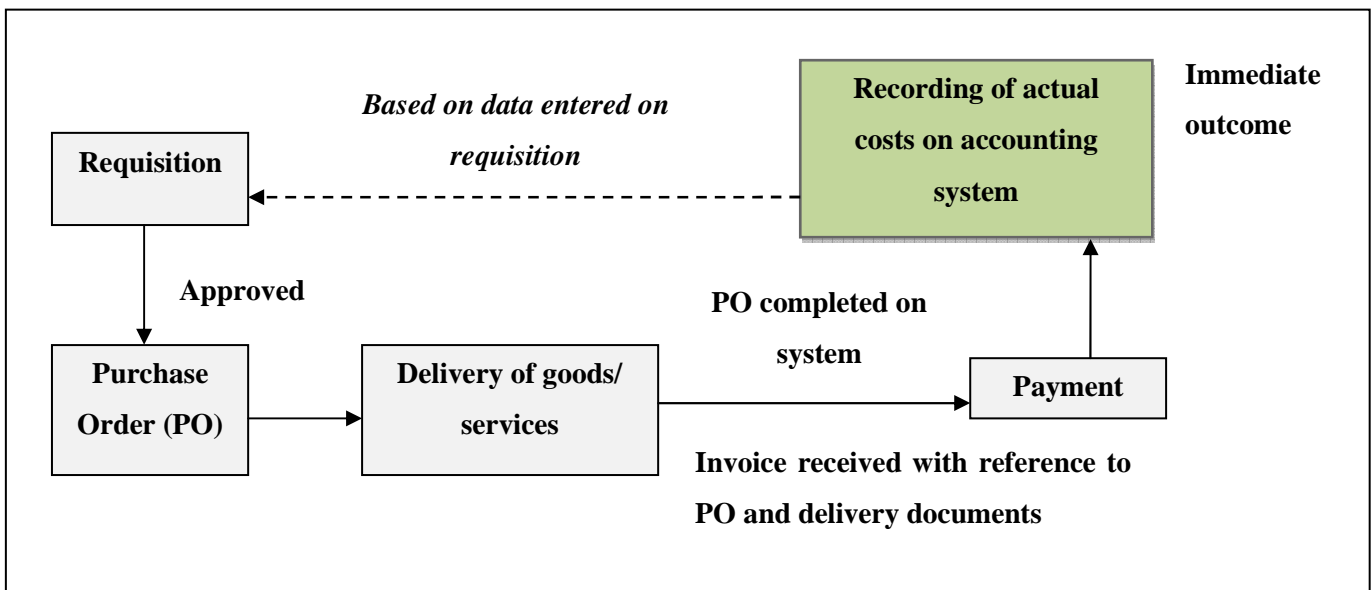 Requisition
Based on data entered on
requisition
Recording of actual
costs on accounting
system
Immediate
outcome
Approved
Purchase
Order (PO)
Delivery of goods/
services
PO completed on
system
Invoice received with reference to
PO and delivery documents
Payment